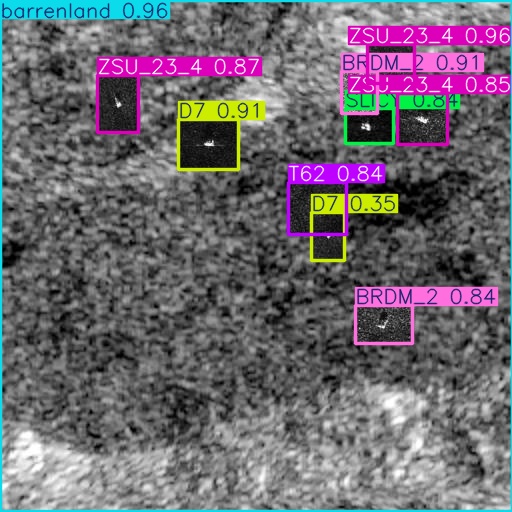 barrenland 0.96
ZSU_23_4 0.96
ZSU_23_4 0.87
BRDM_2 0.91
ZSU_23_4 0.85
SLICY 0.84
D7 0.91
T62 0.84
D7 0.35
BRDM_2 0.84